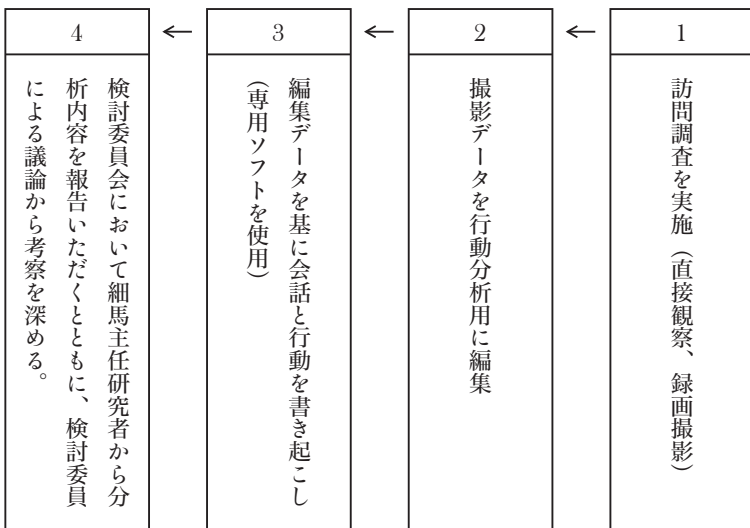 1
訪問調査を実施（直接観察、録画撮影）
←
2
撮影データを行動分析用に編集
←
3
編集データを基に会話と行動を書き起こし
（専用ソフトを使用）
←
4
検討委員会において細馬主任研究者から分
析内容を報告いただくとともに、検討委員
による議論から考察を深める。